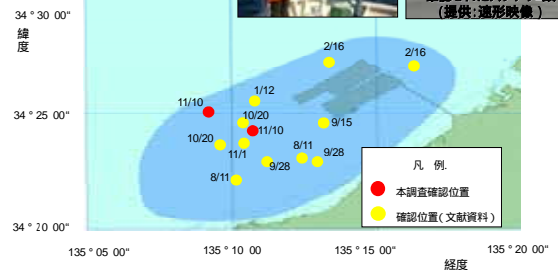 (提供:速形映像)
34° 30' 00"
緯度
2/16
2/16
1/12
11/10
34° 25' 00"
10/20
11/10
9/15
10/20
11/1
8/11
9/28
9/28
8/11
凡 例.
本調査確認位置
確認位置(文献資料)
34° 20' 00"
135° 05' 00"
135° 10' 00"
135° 15' 00"
135° 20' 00"
経度